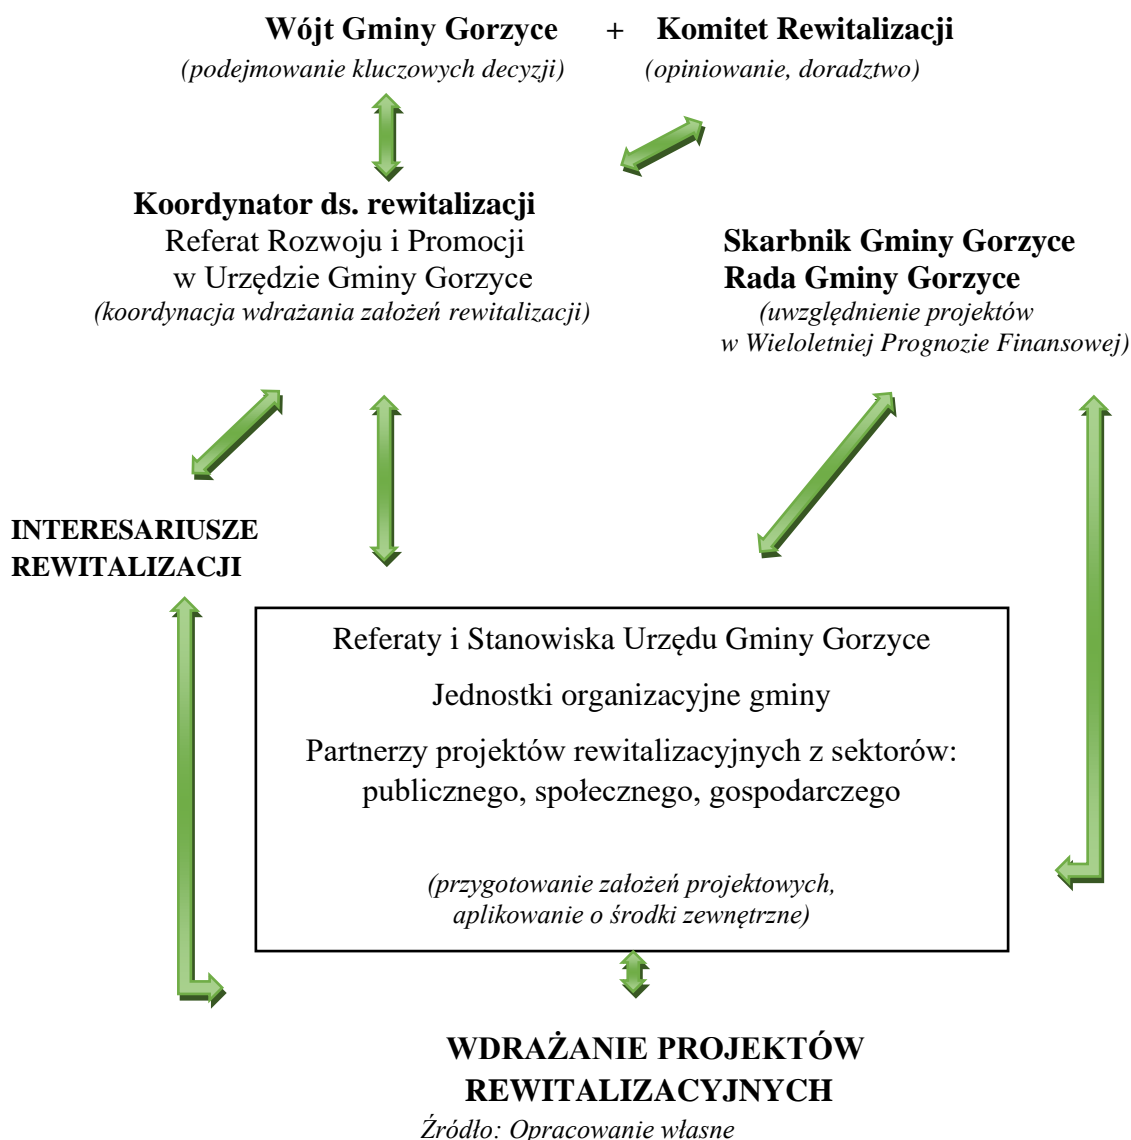 Wójt Gminy Gorzyce + Komitet Rewitalizacji
(podejmowanie kluczowych decyzji) (opiniowanie, doradztwo)
Koordynator ds. rewitalizacji
Referat Rozwoju i Promocji
w Urzędzie Gminy Gorzyce
(koordynacja wdrażania założeń rewitalizacji)
Skarbnik Gminy Gorzyce
Rada Gminy Gorzyce
(uwzględnienie projektów
w Wieloletniej Prognozie Finansowej)
INTERESARIUSZE
REWITALIZACJI
Referaty i Stanowiska Urzędu Gminy Gorzyce
Jednostki organizacyjne gminy
Partnerzy projektów rewitalizacyjnych z sektorów:
publicznego, społecznego, gospodarczego
(przygotowanie założeń projektowych,
aplikowanie o środki zewnętrzne)
WDRAŻANIE PROJEKTÓW
REWITALIZACYJNYCH
Źródło: Opracowanie własne